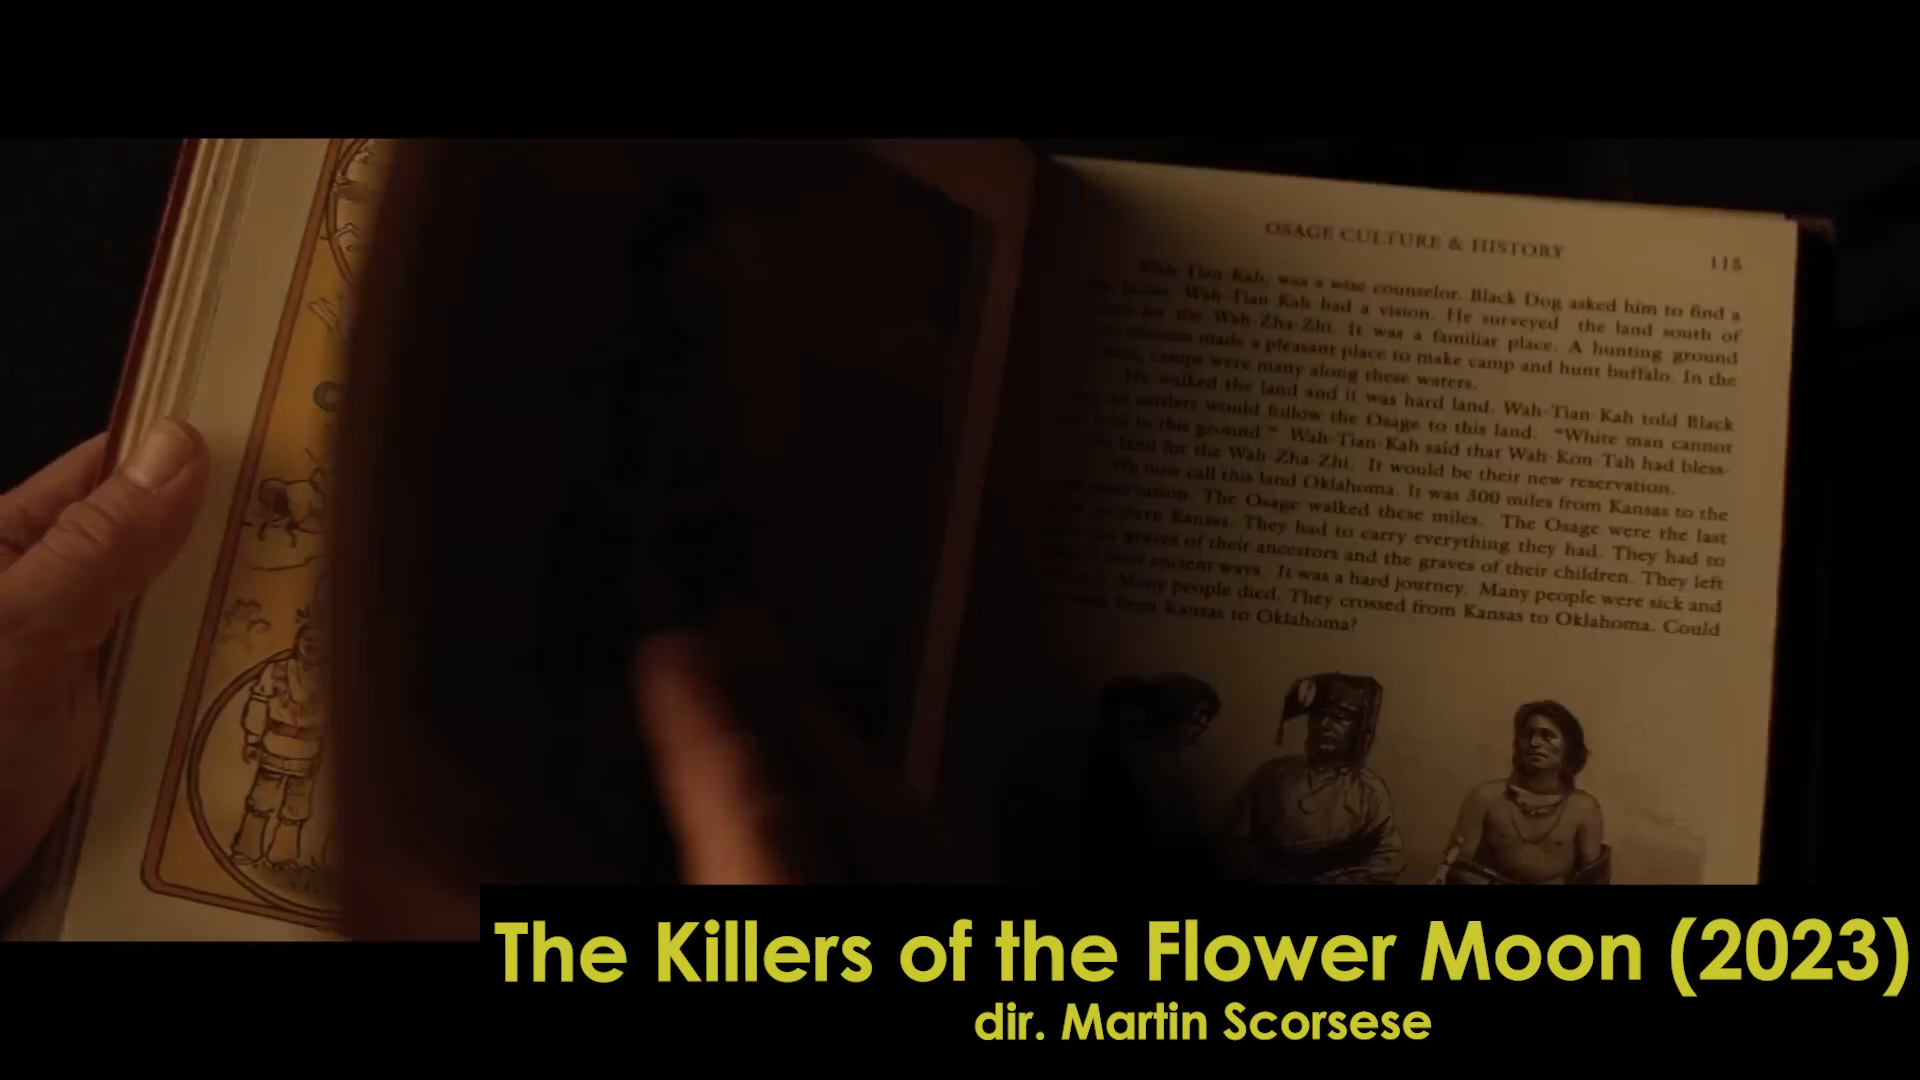 OSAGE CULTURE & HISTORY 115
Wah-Tian-Kah, was a wise counselor. Black Dog asked him to find a
Wah-Tian-Kah had a vision. He surveyed the land south of
for the Wah-Zha-Zhi. It was a familiar place. A hunting ground
made a pleasant place to make camp and hunt buffalo. In the
camps were many along these waters.
He walked the land and it was hard land. Wah-Tian-Kah told Black
settlers would follow the Osage to this land. "White man cannot
in this ground." Wah-Tian-Kah said that Wah-Kon-Tah had bless-
land for the Wah-Zha-Zhi. It would be their new reservation.
We now call this land Oklahoma. It was 300 miles from Kansas to the
reservation. The Osage walked these miles. The Osage were the last
to leave Kansas. They had to carry everything they had. They had to
graves of their ancestors and the graves of their children. They left
their ancient ways. It was a hard journey. Many people were sick and
Many people died. They crossed from Kansas to Oklahoma. Could
from Kansas to Oklahoma?
The Killers of the Flower Moon (2023)
dir. Martin Scorsese